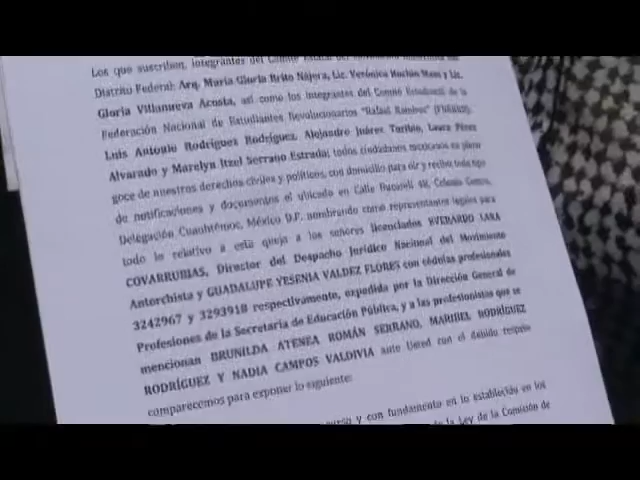 Los que suscriben, integrantes del Comité Estatal del
Distrito Federal: Arq. María Gloria Brito Nájera, Lic. Verónica y Lic.
Gloria Villanueva Acosta, así como los integrantes del Comité Estudiantil de la
Federación Nacional de Estudiantes Revolucionarios "Rafael Ramírez" (FNERRR),
Luis Antonio Rodríguez Rodríguez, Alejandro Juárez Toribio, Laura Pérez
Alvarado y Marelyn Itzel Serrano Estrada; todos ciudadanos mexicanos en pleno
goce de nuestros derechos civiles y políticos, con domicilio para oír y recibir todo tipo
de notificaciones y documentos el ubicado en Calle Colonia Centro,
Delegación Cuauhtémoc, México D.F. nombrando como representantes legales para
todo lo relativo a esta queja a los señores licenciados EVERARDO LARA
COVARRUBIAS, Director del Despacho Jurídico Nacional del Movimiento
Antorchista y GUADALUPE YESENIA VALDEZ FLORES con cédulas profesionales
3242967 y 3293918 respectivamente, expedida por la Dirección General de
Profesiones de la Secretaría de Educación Pública, y a las profesionistas que se
mencionan BRUNILDA ATENEA ROMÁN SERRANO, MARIBEL RODRÍGUEZ
RODRÍGUEZ Y NADIA CAMPOS VALDIVIA ante Usted con el debido respeto
comparecemos para exponer lo siguiente:
y con fundamento en lo establecido en los
de la Ley de la Comisión de